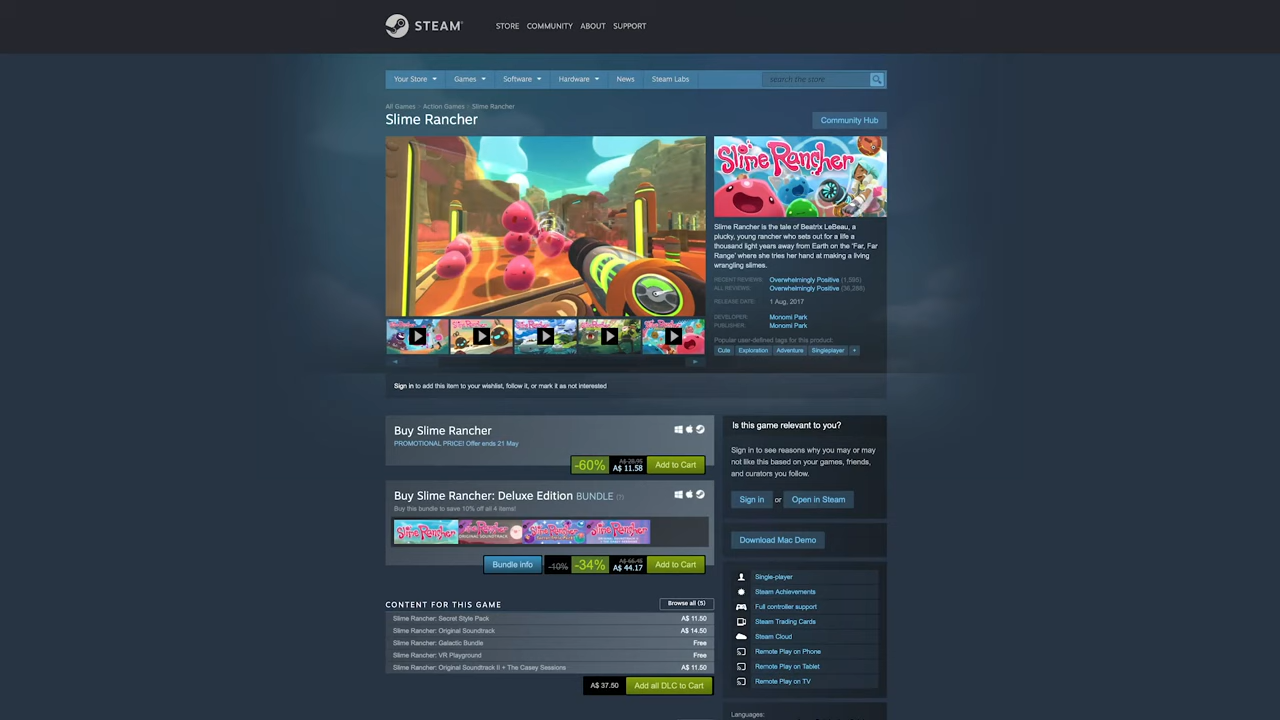 STEAM®
STORE COMMUNITY ABOUT SUPPORT
Your Store Games Software Hardware News Steam Labs search the store
All Games > Action Games > Slime Rancher
Slime Rancher
Community Hub
Slime Rancher
Slime Rancher is the tale of Beatrix LeBeau, a
plucky, young rancher who sets out for a life a
thousand light years away from Earth on the 'Far, Far
Range' where she tries her hand at making a living
wrangling slimes.
RECENT REVIEWS: Overwhelmingly Positive
ALL REVIEWS: Overwhelmingly Positive
RELEASE DATE: 1 Aug, 2017
DEVELOPER: Monomi Park
PUBLISHER: Monomi Park
Popular user-defined tags for this product:
Cute Exploration Adventure Singleplayer +
Sign in to add this item to your wishlist, follow it, or mark it as not interested
Buy Slime Rancher
PROMOTIONAL PRICE! Offer ends 21 May
-60% A$ 28.95 A$ 11.58 Add to Cart
Buy Slime Rancher: Deluxe Edition BUNDLE (?)
Buy this bundle to save 10% off all 4 items!
Bundle info -10% -34% A$ 66.45 A$ 44.17 Add to Cart
CONTENT FOR THIS GAME Browse all (5)
Slime Rancher: Secret Style Pack A$ 11.50
Slime Rancher: Original Soundtrack A$ 14.50
Slime Rancher: Galactic Bundle Free
Slime Rancher: VR Playground Free
Slime Rancher: Original Soundtrack II + The Casey Sessions A$ 11.50
A$ 37.50 Add all DLC to Cart
Is this game relevant to you?
Sign in to see reasons why you may or
may not like this based on your games, friends,
and curators you follow.
Sign in or Open in Steam
Download Mac Demo
Single-player
Steam Achievements
Full controller support
Steam Trading Cards
Steam Cloud
Remote Play on Phone
Remote Play on Tablet
Remote Play on TV
Languages: